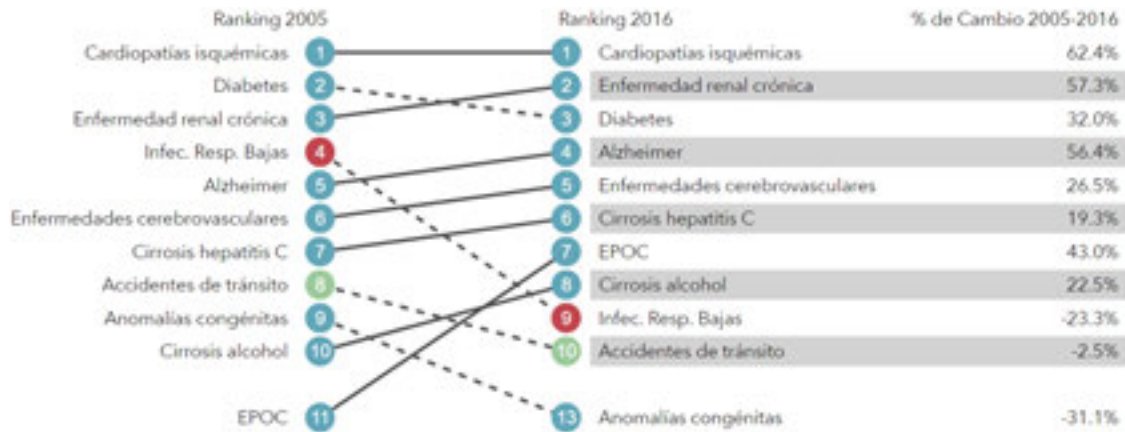 Ranking 2005 Ranking 2016 % de Cambio 2005-2016
Cardiopatías isquémicas 1 1 Cardiopatías isquémicas 62.4%
Diabetes 2 2 Enfermedad renal crónica 57.3%
Enfermedad renal crónica 3 3 Diabetes 32.0%
Infec. Resp. Bajas 4 4 Alzheimer 56.4%
Alzheimer 5 5 Enfermedades cerebrovasculares 26.5%
Enfermedades cerebrovasculares 6 6 Cirrosis hepatitis C 19.3%
Cirrosis hepatitis C 7 7 EPOC 43.0%
Accidentes de tránsito 8 8 Cirrosis alcohol 22.5%
Anomalías congénitas 9 9 Infec. Resp. Bajas -23.3%
Cirrosis alcohol 10 10 Accidentes de tránsito -2.5%
EPOC 11 13 Anomalías congénitas -31.1%